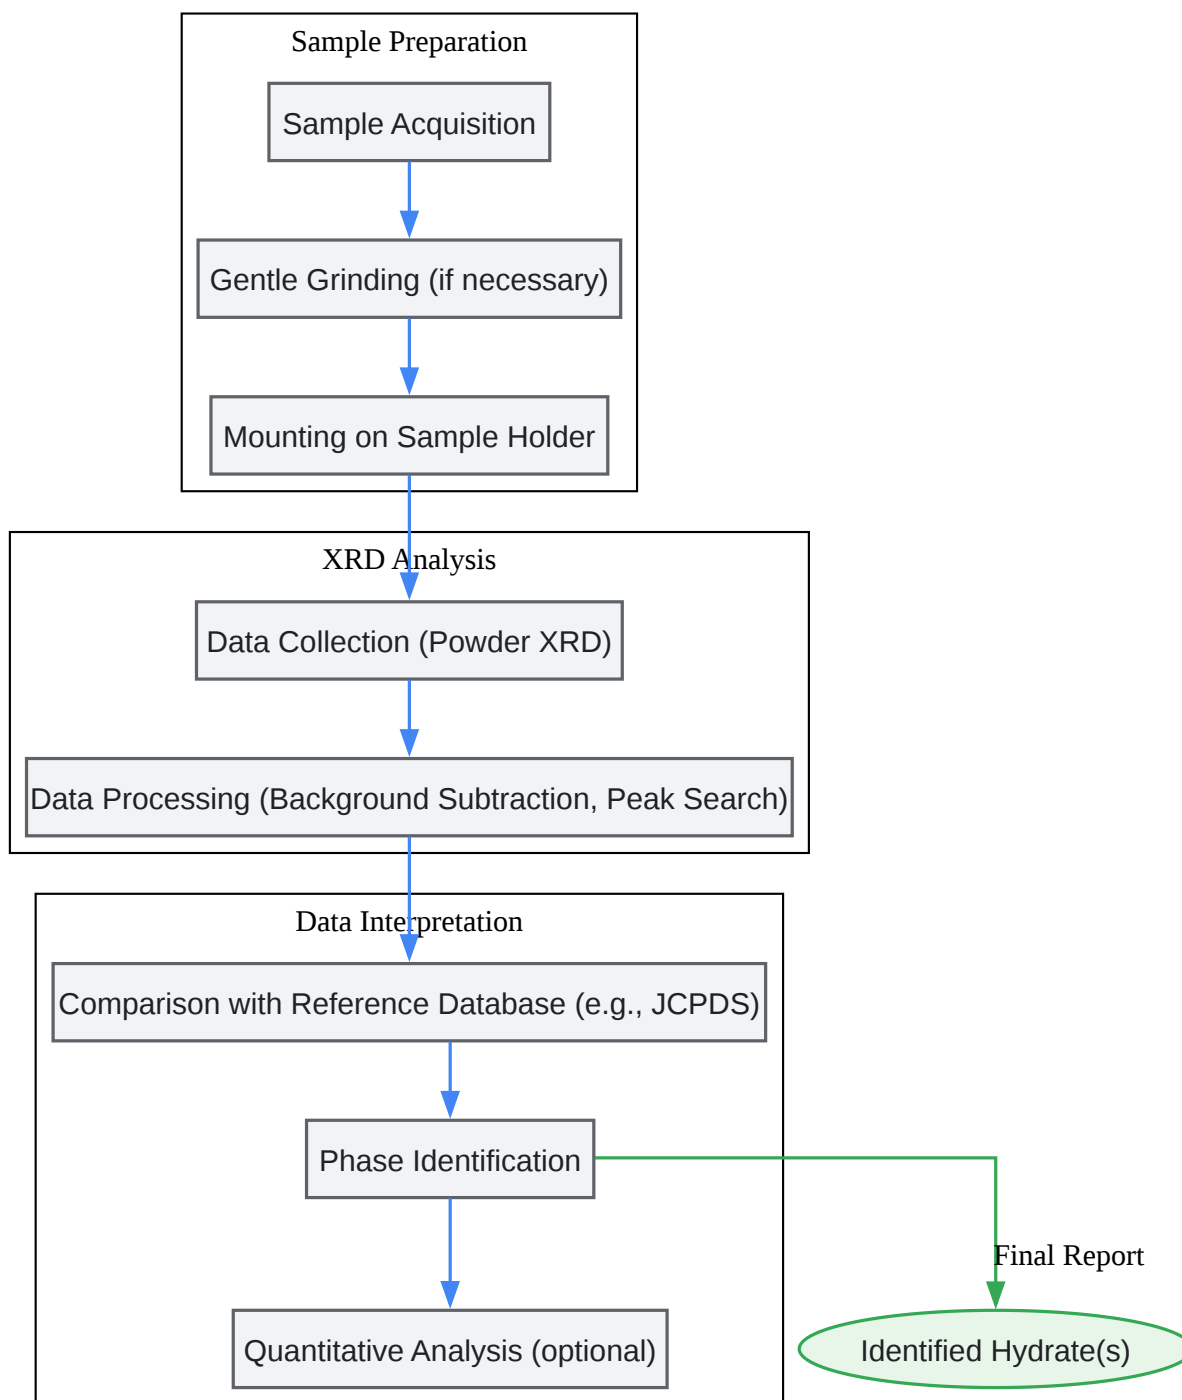 Sample Preparation
Sample Acquisition
Gentle Grinding (if necessary)
Mounting on Sample Holder
XRD Analysis
Data Collection (Powder XRD)
Data Processing (Background Subtraction, Peak Search)
Data Interpretation
Comparison with Reference Database (e.g., JCPDS)
Phase Identification
Final Report
Quantitative Analysis (optional)
Identified Hydrate(s)